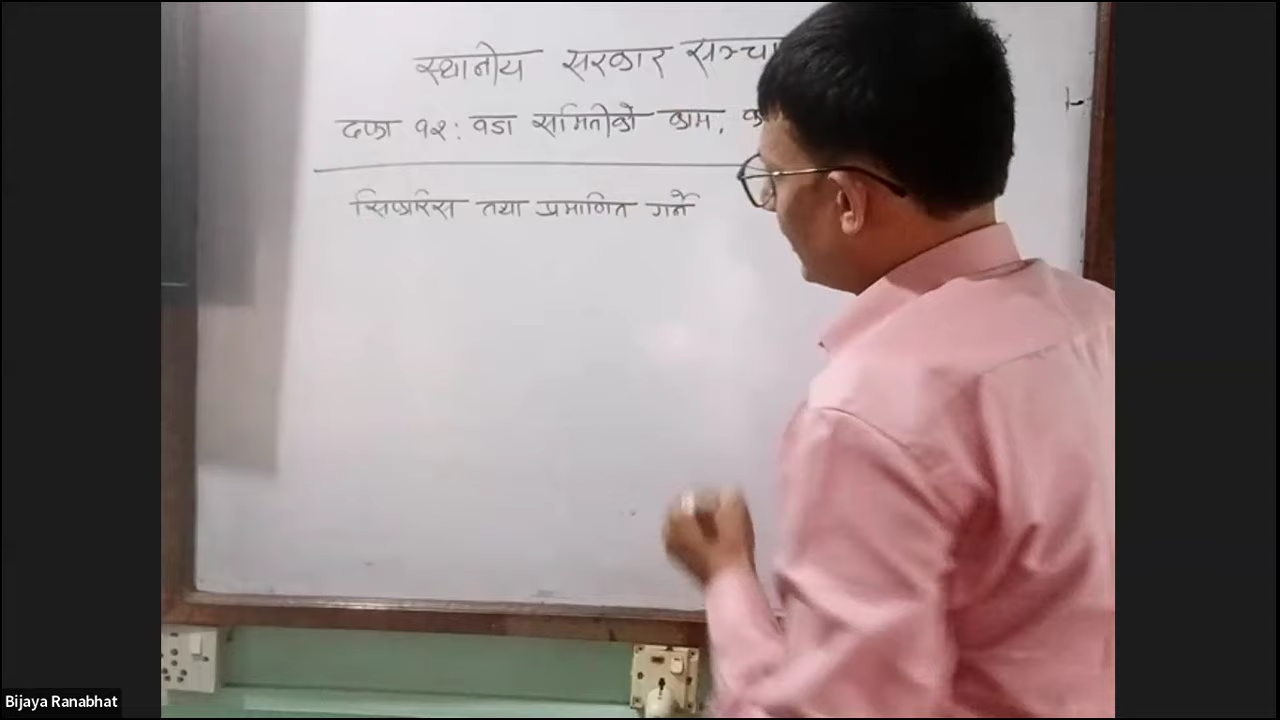 स्थानीय सरकार सञ्चा
दफा १२: वडा समितिको काम, क
सिफारिस तथा प्रमाणित गर्ने
Bijaya Ranabhat